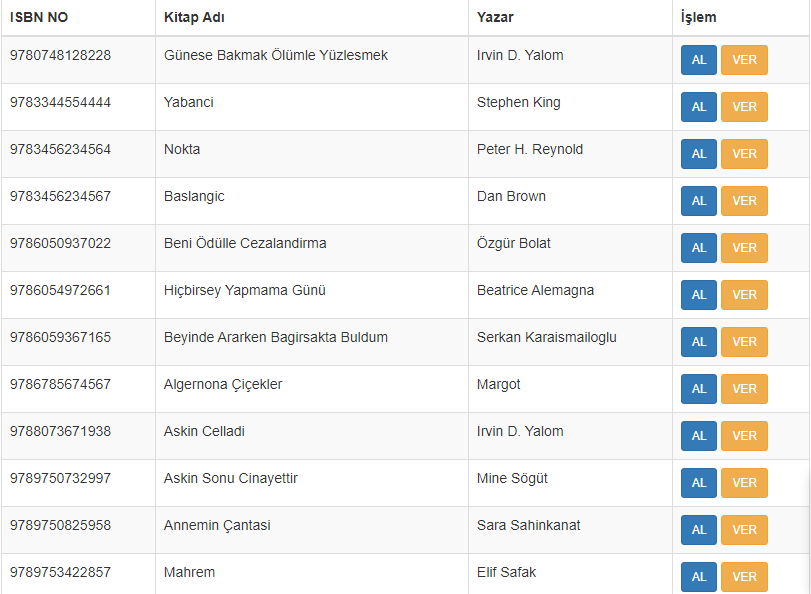 ISBN NO Kitap Adı Yazar İşlem
9780748128228 Günese Bakmak Ölümle Yüzlesmek Irvin D. Yalom AL VER
9783344554444 Yabanci Stephen King AL VER
9783456234564 Nokta Peter H. Reynold AL VER
9783456234567 Baslangic Dan Brown AL VER
9786050937022 Beni Ödülle Cezalandirma Özgür Bolat AL VER
9786054972661 Hiçbirsey Yapmama Günü Beatrice Alemagna AL VER
9786059367165 Beyinde Ararken Bagirsakta Buldum Serkan Karaismailoglu AL VER
9786785674567 Algernona Çiçekler Margot AL VER
9788073671938 Askin Celladi Irvin D. Yalom AL VER
9789750732997 Askin Sonu Cinayettir Mine Sögüt AL VER
9789750825958 Annemin Çantasi Sara Sahinkanat AL VER
9789753422857 Mahrem Elif Safak AL VER